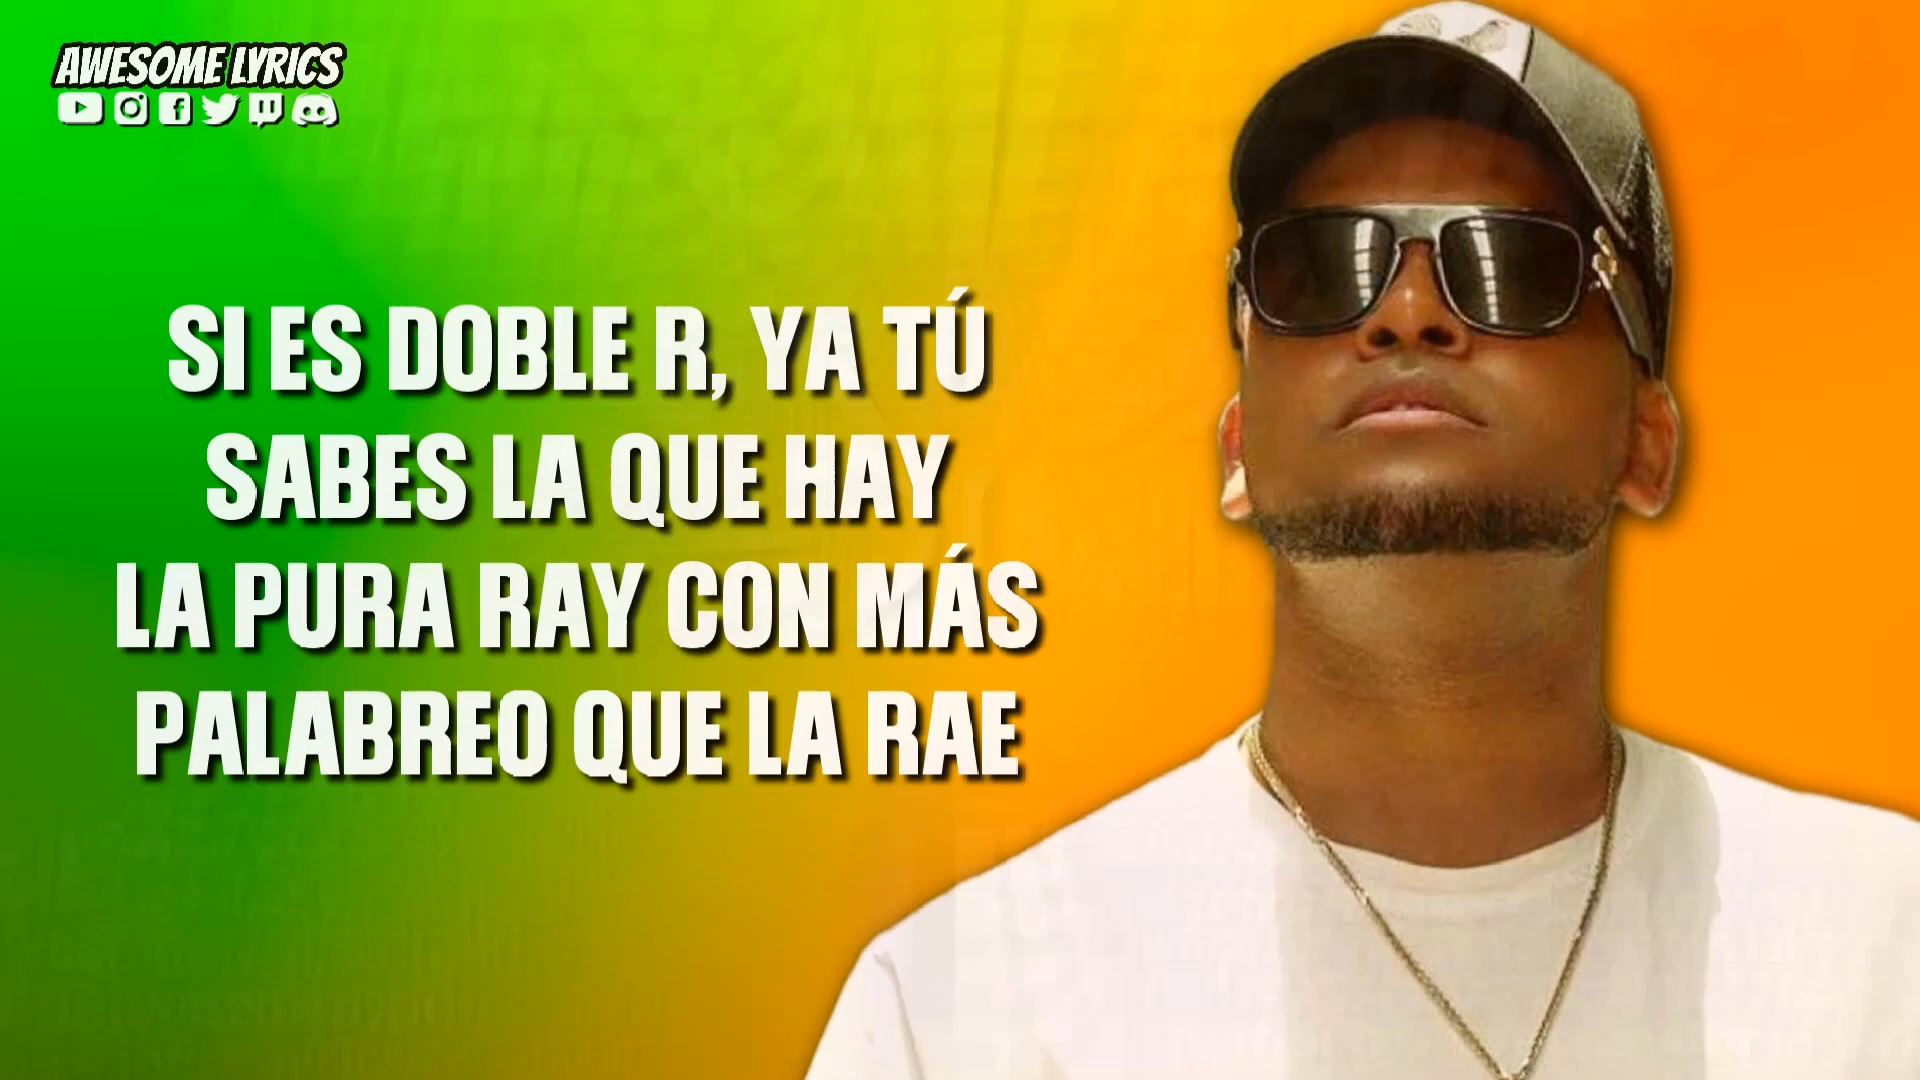 AWESOME LYRICS
SI ES DOBLE R, YA TÚ
SABES LA QUE HAY
LA PURA RAY CON MÁS
PALABREO QUE LA RAE